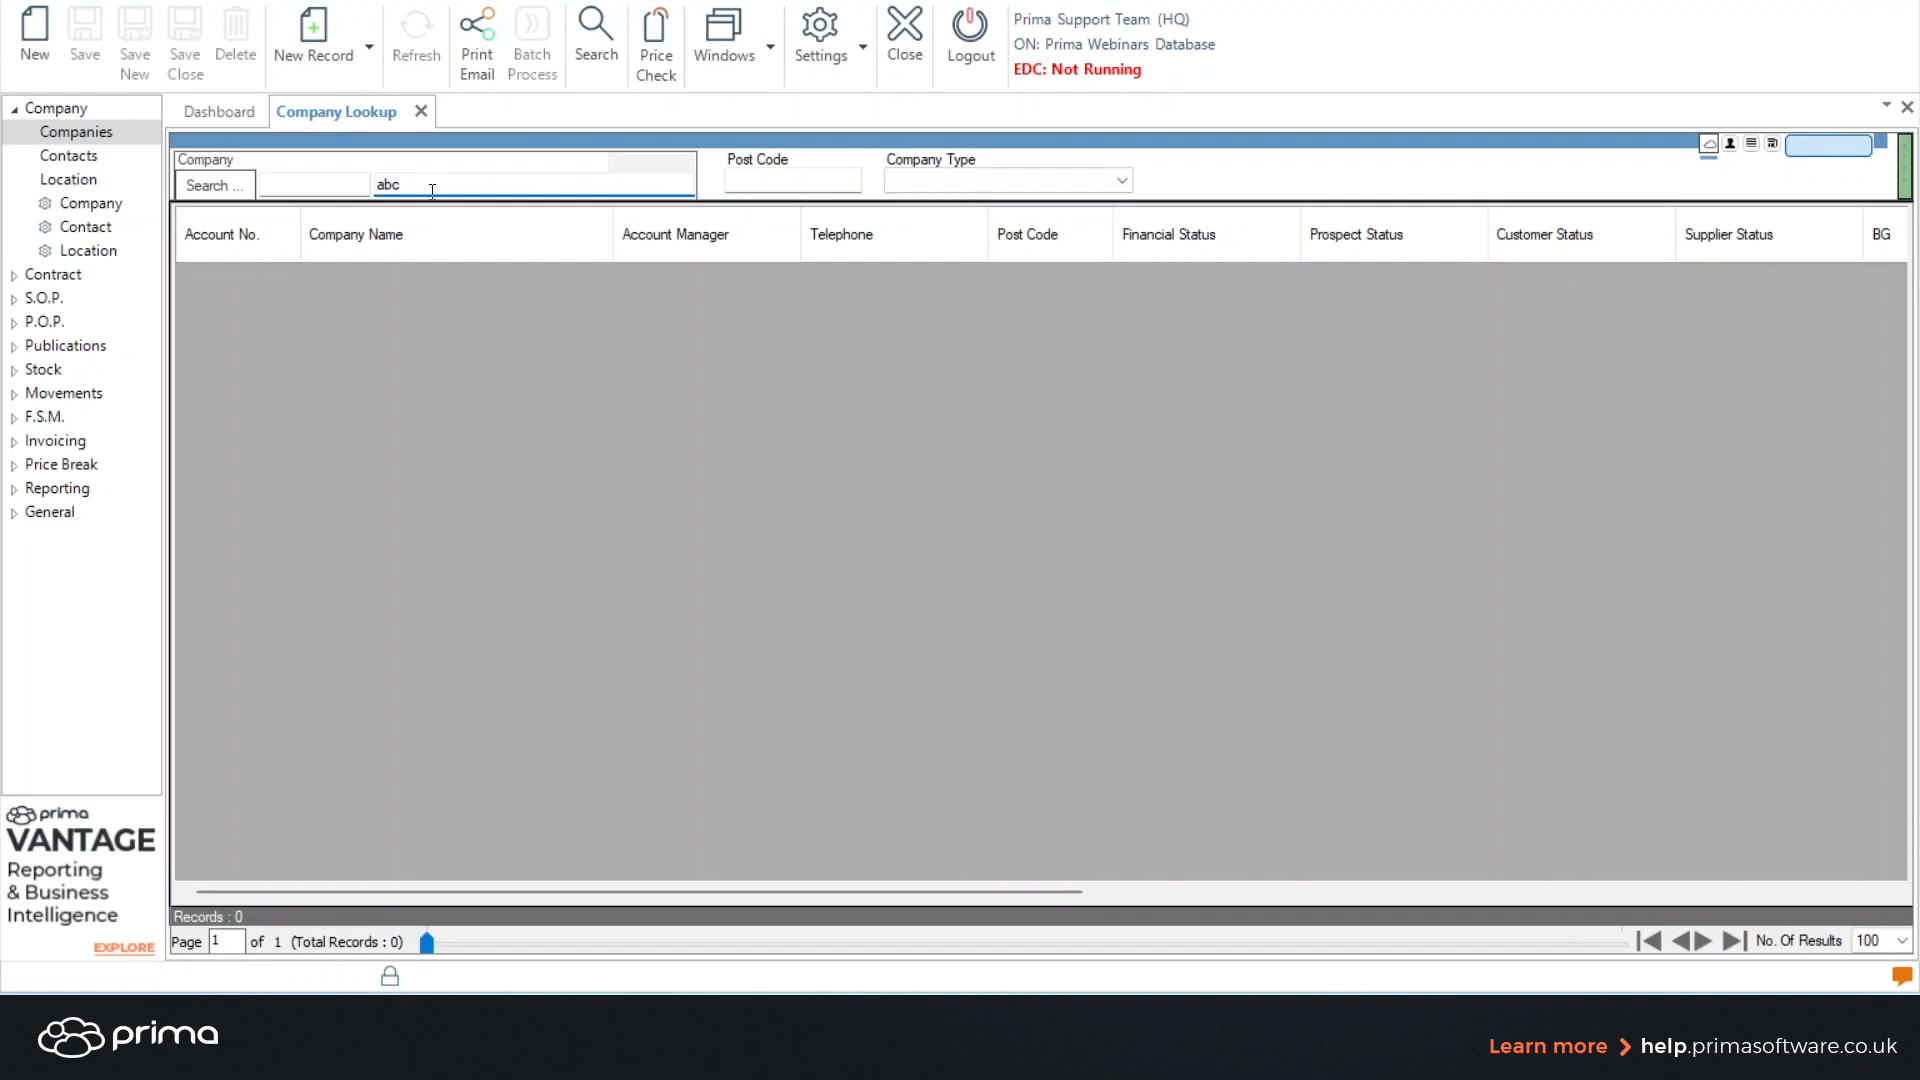 New
Save
Save New
Save Close
Delete
New Record
Refresh
Print Email
Batch Process
Search
Price Check
Windows
Settings
Close
Logout
Prima Support Team (HQ)
ON: Prima Webinars Database
EDC: Not Running
Company
Companies
Contacts
Location
Company
Contact
Location
Contract
S.O.P.
P.O.P.
Publications
Stock
Movements
F.S.M.
Invoicing
Price Break
Reporting
General
prima
VANTAGE
Reporting
& Business
Intelligence
EXPLORE
Dashboard Company Lookup
Company Post Code Company Type
Search ... abc
Account No. Company Name Account Manager Telephone Post Code Financial Status Prospect Status Customer Status Supplier Status BG
Records : 0
Page 1 of 1 (Total Records : 0) No. Of Results 100
prima
Learn more help.primasoftware.co.uk